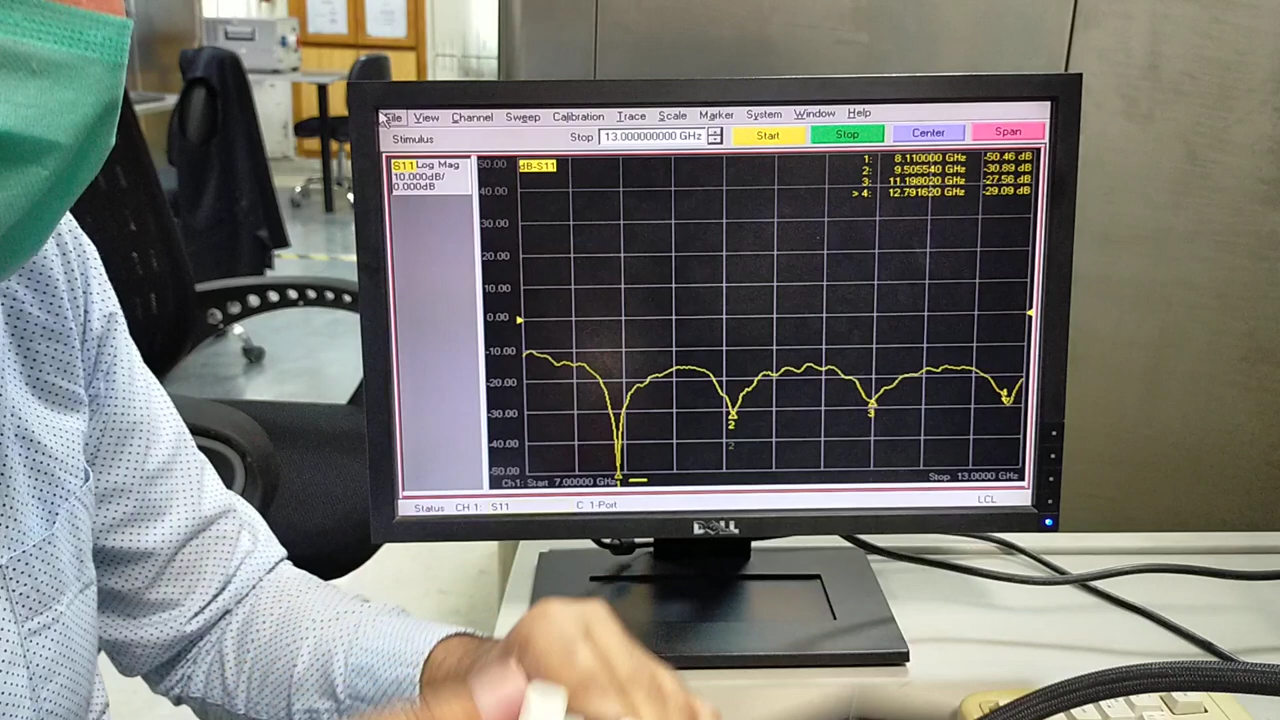 File View Channel Sweep Calibration Trace Scale Marker System Window Help
Stimulus Stop 13.000000000 GHz Start Stop Center Span
S11 Log Mag
10.000dB/
0.000dB
dB-S11
1: 8.110000 GHz -50.46 dB
2: 9.505540 GHz -30.89 dB
3: 11.198020 GHz -27.56 dB
> 4: 12.791620 GHz -29.09 dB
50.00
40.00
30.00
20.00
10.00
0.00
-10.00
-20.00
-30.00
-40.00
-50.00
2
3
2
1
Ch1: Start 7.00000 GHz Stop 13.0000 GHz
Status CH 1: S11 C 1-Port LCL
DELL